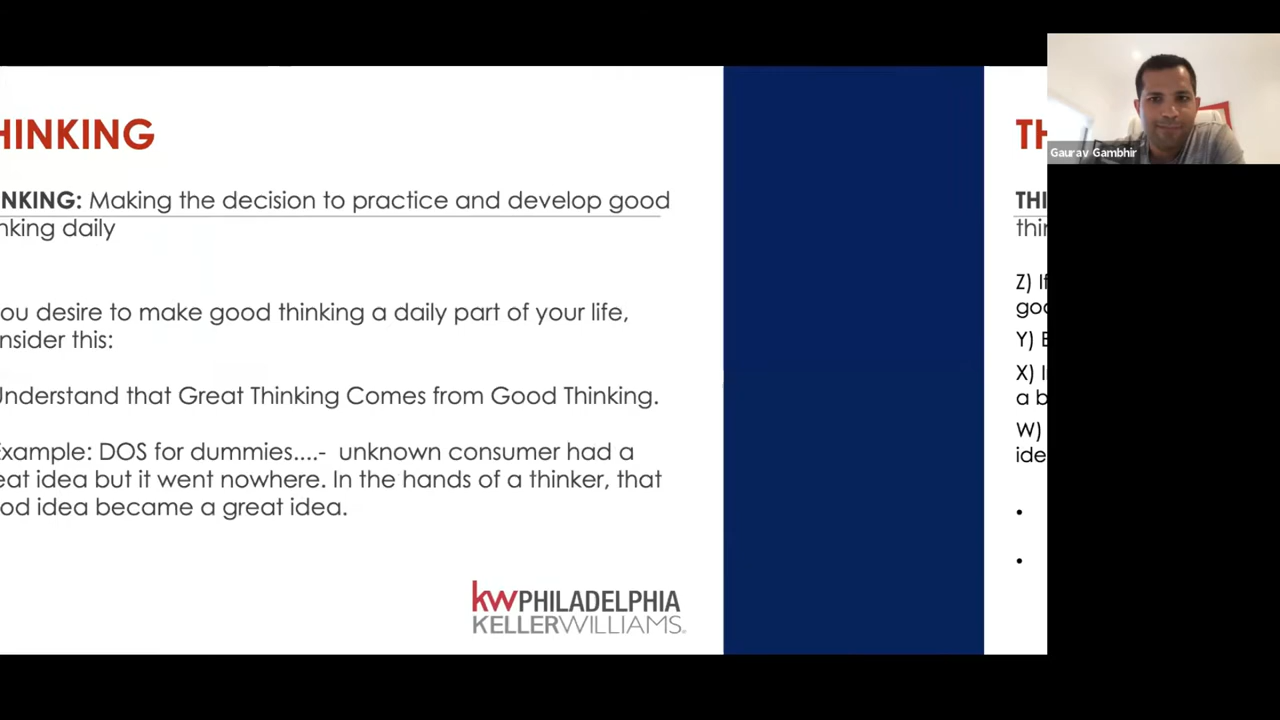 HINKING
NKING: Making the decision to practice and develop good
nking daily
ou desire to make good thinking a daily part of your life,
nsider this:
Understand that Great Thinking Comes from Good Thinking.
Example: DOS for dummies....- unknown consumer had a
eat idea but it went nowhere. In the hands of a thinker, that
od idea became a great idea.
kwPHILADELPHIA
KELLERWILLIAMS®
TH
THI
thin
Z) If
goo
Y) E
X) I
a b
W)
ide
•
•
Gaurav Gambhir